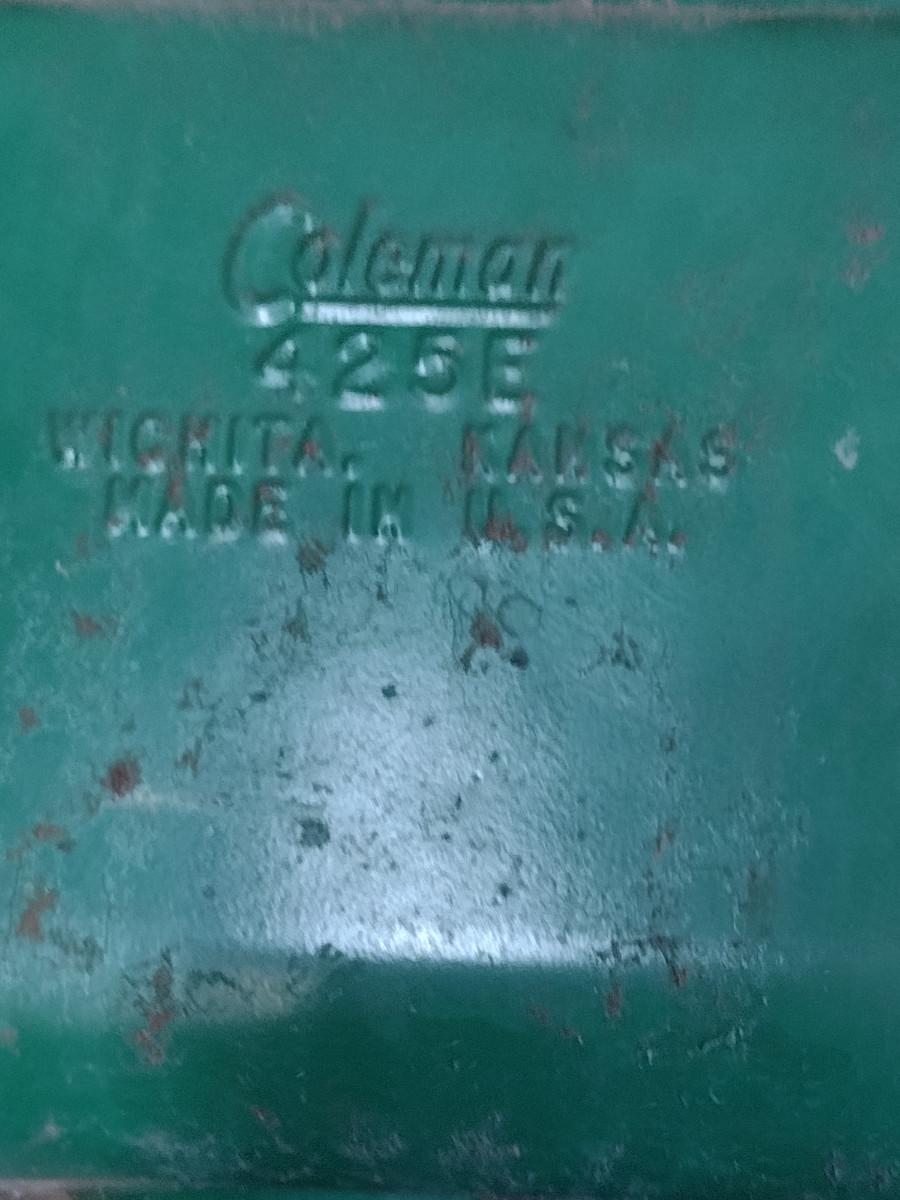 Coleman
425E
WICHITA, KANSAS
MADE IN U.S.A.